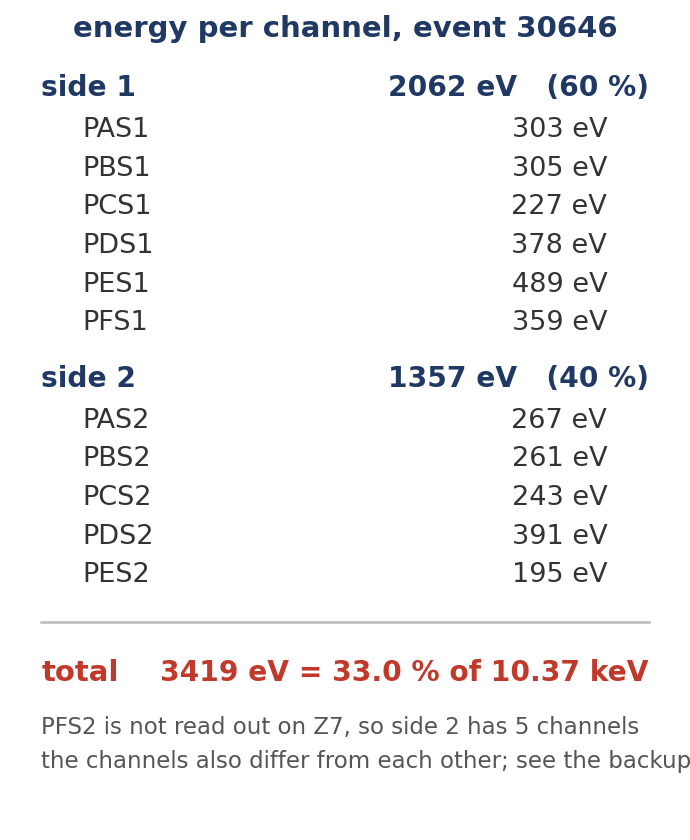 energy per channel, event 30646
side 1 2062 eV (60 %)
PAS1 303 eV
PBS1 305 eV
PCS1 227 eV
PDS1 378 eV
PES1 489 eV
PFS1 359 eV
side 2 1357 eV (40 %)
PAS2 267 eV
PBS2 261 eV
PCS2 243 eV
PDS2 391 eV
PES2 195 eV
total 3419 eV = 33.0 % of 10.37 keV
PFS2 is not read out on Z7, so side 2 has 5 channels
the channels also differ from each other; see the backup